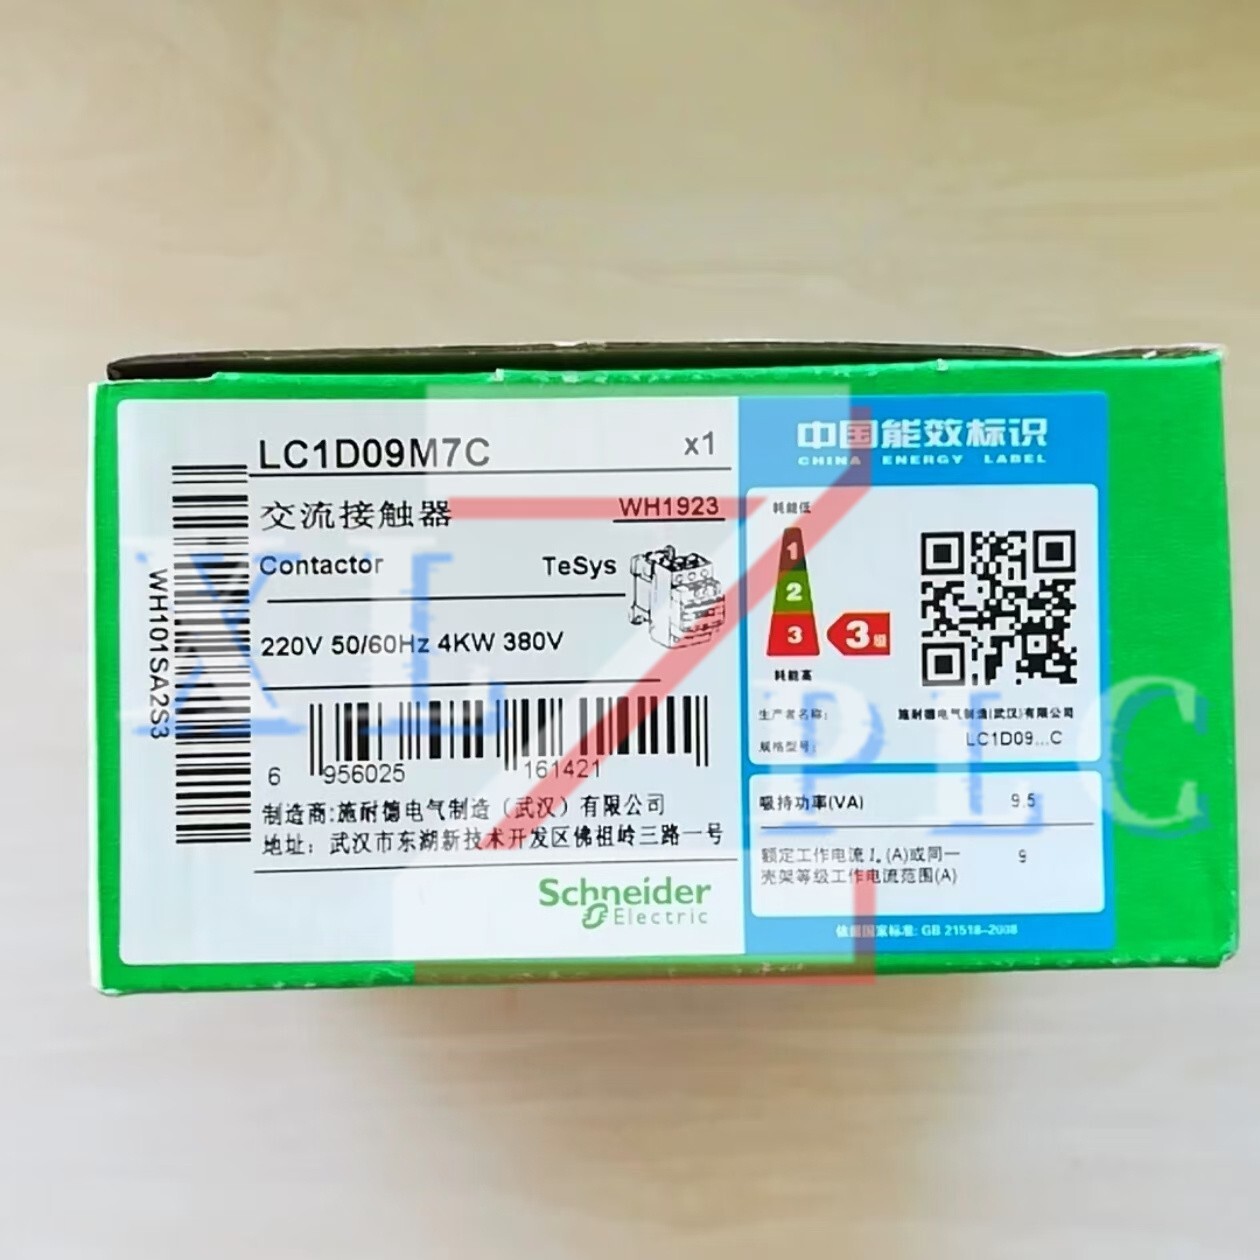 LC1D09M7C
x1
交流接触器
WH1923
Contactor
TeSys
220V 50/60Hz 4KW 380V
WH101SA2S3
6 956025 161421
制造商:施耐德电气制造（武汉）有限公司
地址：武汉市东湖新技术开发区佛祖岭三路一号
Schneider
Electric
中国能效标识
CHINA ENERGY LABEL
耗能低
1
2
3
3级
耗能高
生产者名称:
施耐德电气制造(武汉)有限公司
规格型号:
LC1D09...C
吸持功率(VA)
9.5
额定工作电流Iₑ(A)或同一
壳架等级工作电流范围(A)
9
依据国家标准: GB 21518-2008
XL
PLC